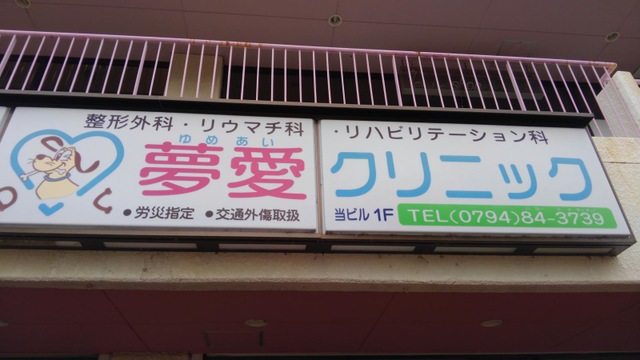 整形外科・リウマチ科
・リハビリテーション科
ゆめあい
夢愛クリニック
●労災指定 ●交通外傷取扱
当ビル1F TEL(0794)84-3739